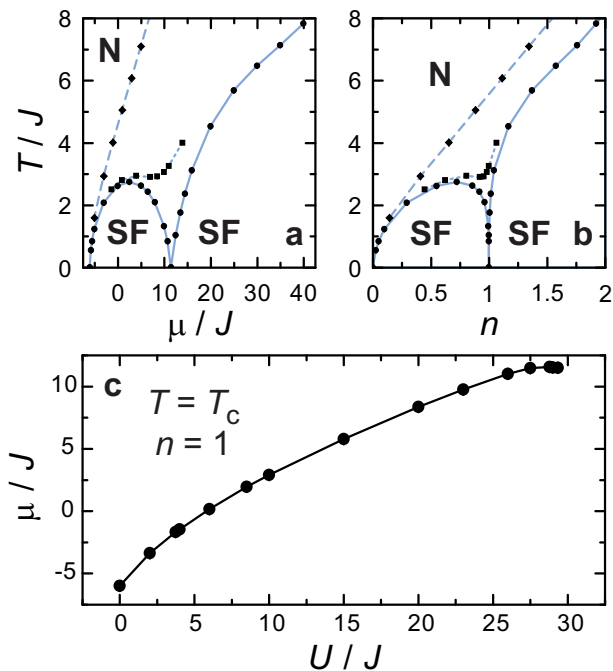 8
6
4
2
0
T / J
N
SF
SF
a
0 10 20 30 40
μ / J
8
6
4
2
0
N
SF
SF
b
0 0.5 1 1.5 2
n
10
5
0
-5
μ / J
c
T = Tc
n = 1
0 5 10 15 20 25 30
U / J